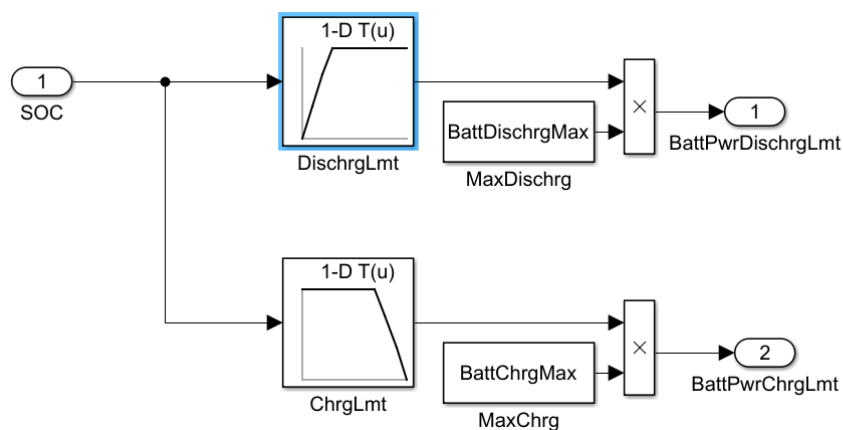 1-D T(u)
1
SOC
DischrgLmt
BattDischrgMax
MaxDischrg
×
1
BattPwrDischrgLmt
1-D T(u)
ChrgLmt
BattChrgMax
MaxChrg
×
2
BattPwrChrgLmt